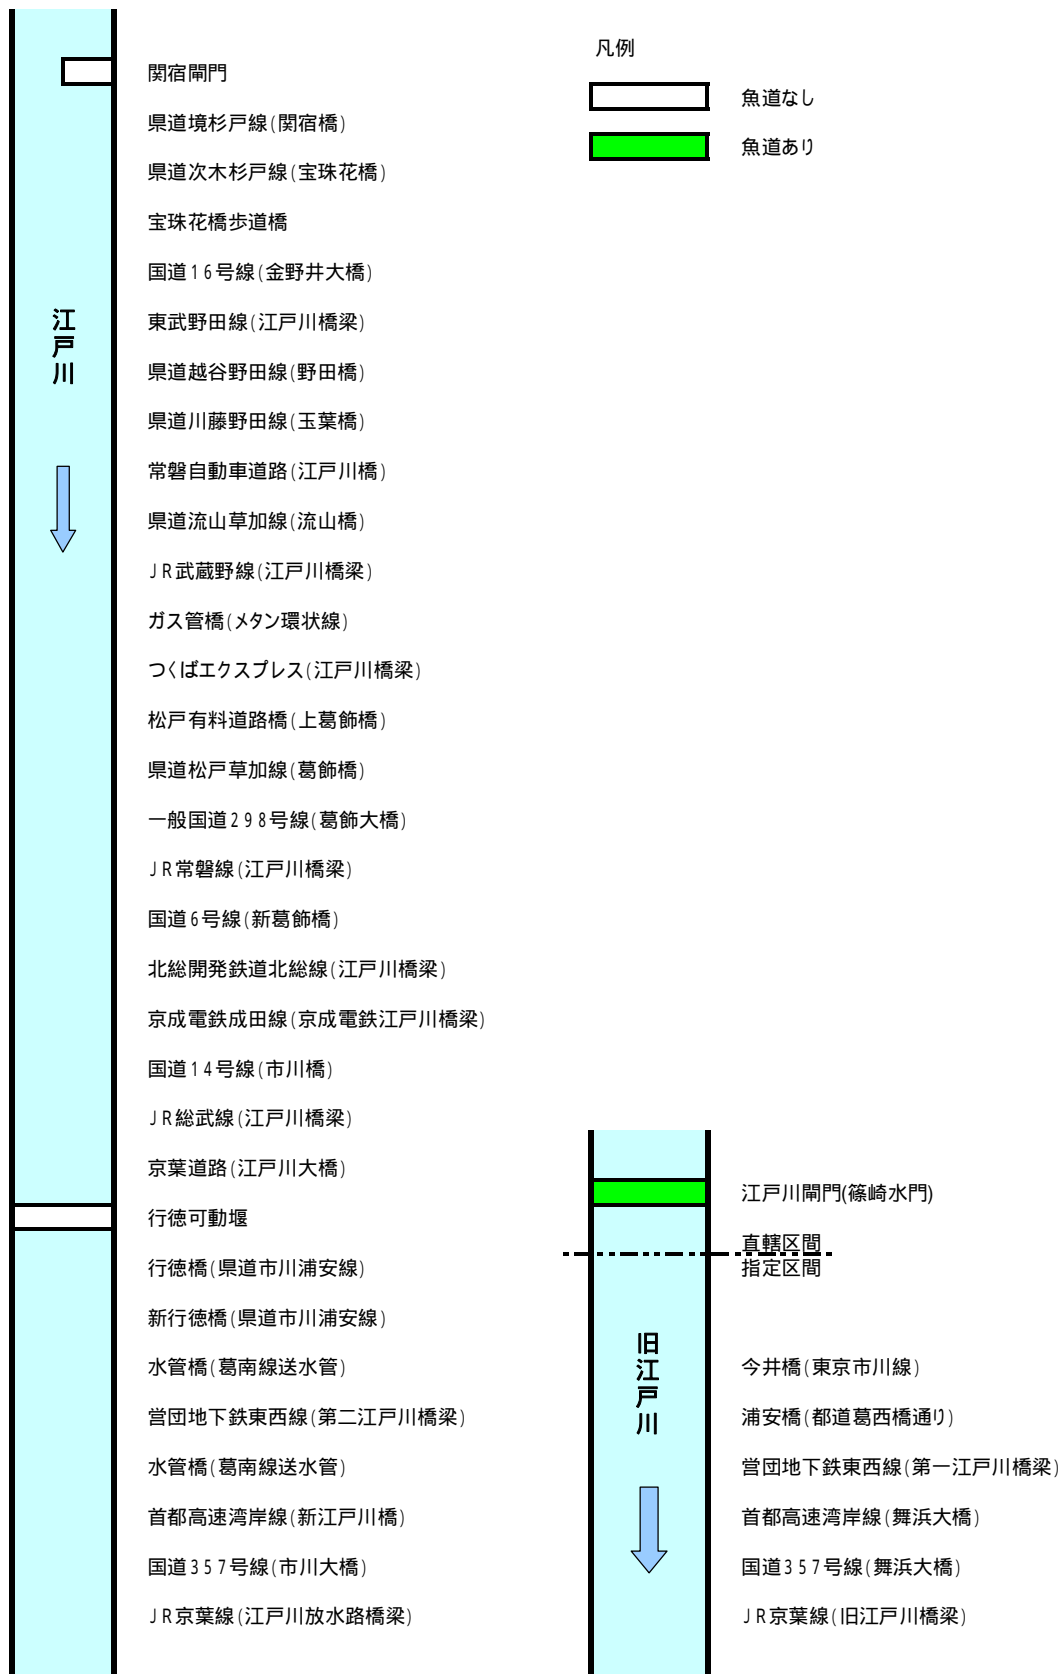 凡例
魚道なし
魚道あり
江戸川
関宿閘門
県道境杉戸線(関宿橋)
県道次木杉戸線(宝珠花橋)
宝珠花橋歩道橋
国道16号線(金野井大橋)
東武野田線(江戸川橋梁)
県道越谷野田線(野田橋)
県道川藤野田線(玉葉橋)
常磐自動車道路(江戸川橋)
県道流山草加線(流山橋)
JR武蔵野線(江戸川橋梁)
ガス管橋(メタン環状線)
つくばエクスプレス(江戸川橋梁)
松戸有料道路橋(上葛飾橋)
県道松戸草加線(葛飾橋)
一般国道298号線(葛飾大橋)
JR常磐線(江戸川橋梁)
国道6号線(新葛飾橋)
北総開発鉄道北総線(江戸川橋梁)
京成電鉄成田線(京成電鉄江戸川橋梁)
国道14号線(市川橋)
JR総武線(江戸川橋梁)
京葉道路(江戸川大橋)
行徳可動堰
行徳橋(県道市川浦安線)
新行徳橋(県道市川浦安線)
水管橋(葛南線送水管)
営団地下鉄東西線(第二江戸川橋梁)
水管橋(葛南線送水管)
首都高速湾岸線(新江戸川橋)
国道357号線(市川大橋)
JR京葉線(江戸川放水路橋梁)
江戸川閘門(篠崎水門)
直轄区間
指定区間
旧江戸川
今井橋(東京市川線)
浦安橋(都道葛西橋通り)
営団地下鉄東西線(第一江戸川橋梁)
首都高速湾岸線(舞浜大橋)
国道357号線(舞浜大橋)
JR京葉線(旧江戸川橋梁)